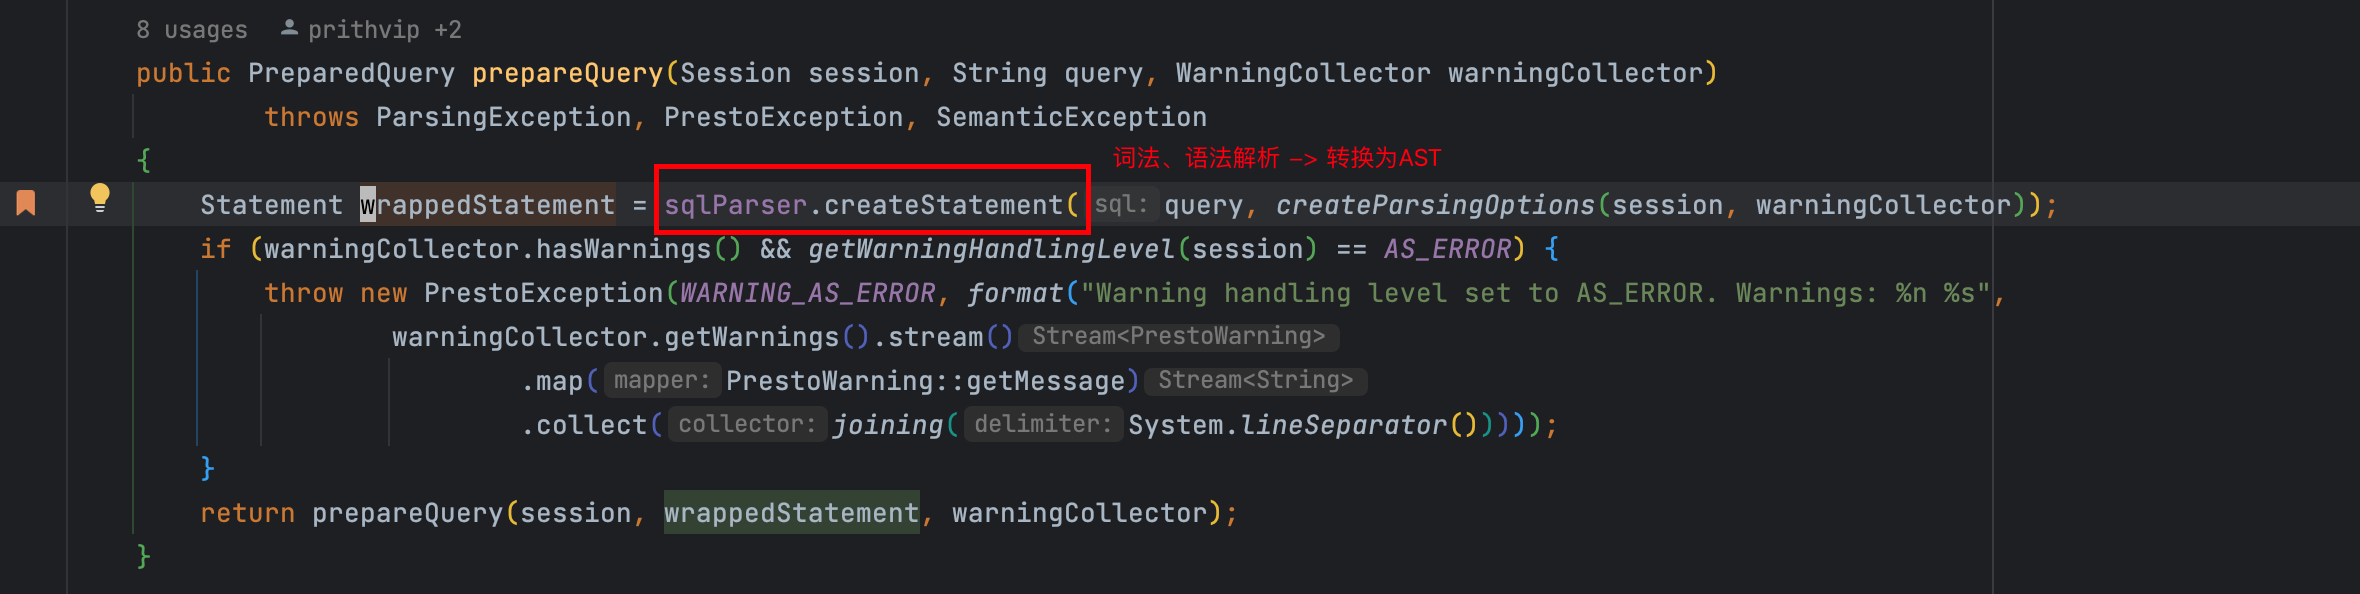 8 usages prithvip +2
public PreparedQuery prepareQuery(Session session, String query, WarningCollector warningCollector)
throws ParsingException, PrestoException, SemanticException
{
词法、语法解析 –> 转换为AST
Statement wrappedStatement = sqlParser.createStatement( sql: query, createParsingOptions(session, warningCollector));
if (warningCollector.hasWarnings() && getWarningHandlingLevel(session) == AS_ERROR) {
throw new PrestoException(WARNING_AS_ERROR, format("Warning handling level set to AS_ERROR. Warnings: %n %s",
warningCollector.getWarnings().stream() Stream<PrestoWarning>
.map( mapper: PrestoWarning::getMessage) Stream<String>
.collect( collector: joining( delimiter: System.lineSeparator()))));
}
return prepareQuery(session, wrappedStatement, warningCollector);
}